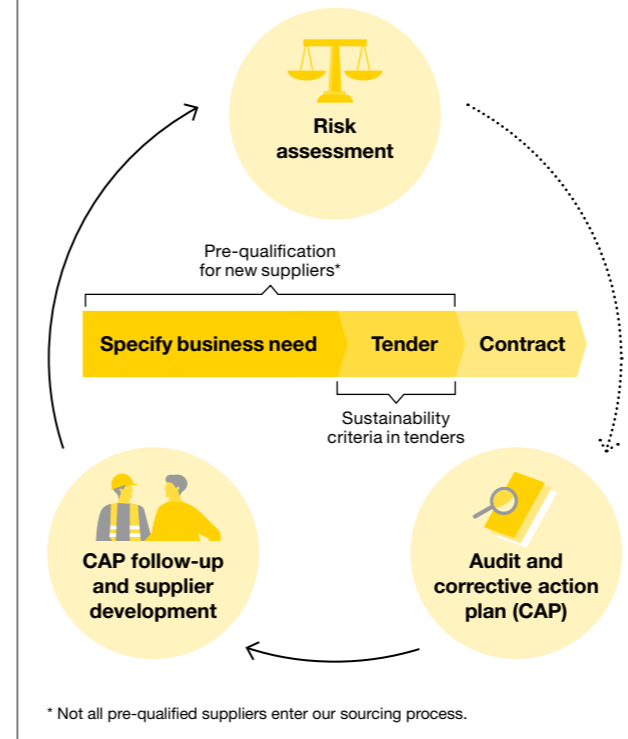 Risk
assessment
Pre-qualification
for new suppliers*
Specify business need
Tender
Contract
Sustainability
criteria in tenders
CAP follow-up
and supplier
development
Audit and
corrective action
plan (CAP)
* Not all pre-qualified suppliers enter our sourcing process.